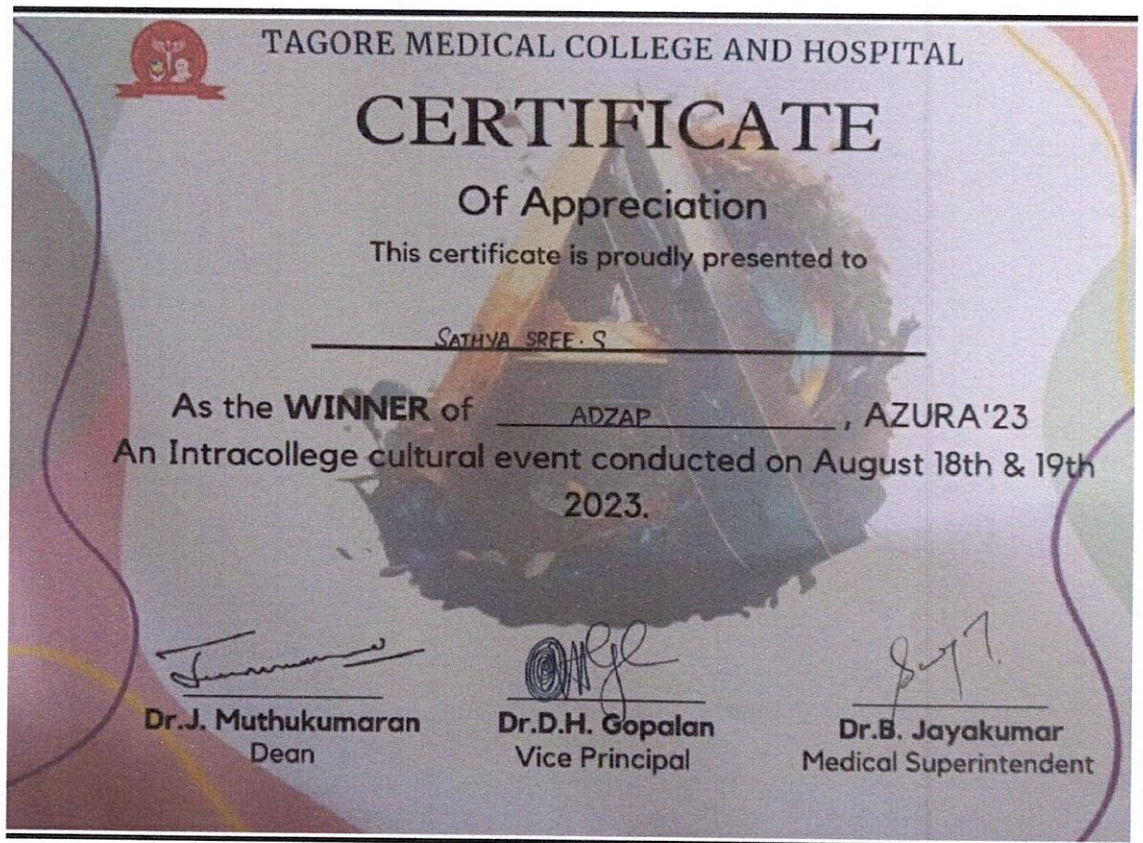 TAGORE MEDICAL COLLEGE AND HOSPITAL
CERTIFICATE
Of Appreciation
This certificate is proudly presented to
SATHYA SREE. S
As the WINNER of ADZAP, AZURA'23
An Intracollege cultural event conducted on August 18th & 19th
2023.
Dr.J. Muthukumaran
Dean
Dr.D.H. Gopalan
Vice Principal
Dr.B. Jayakumar
Medical Superintendent